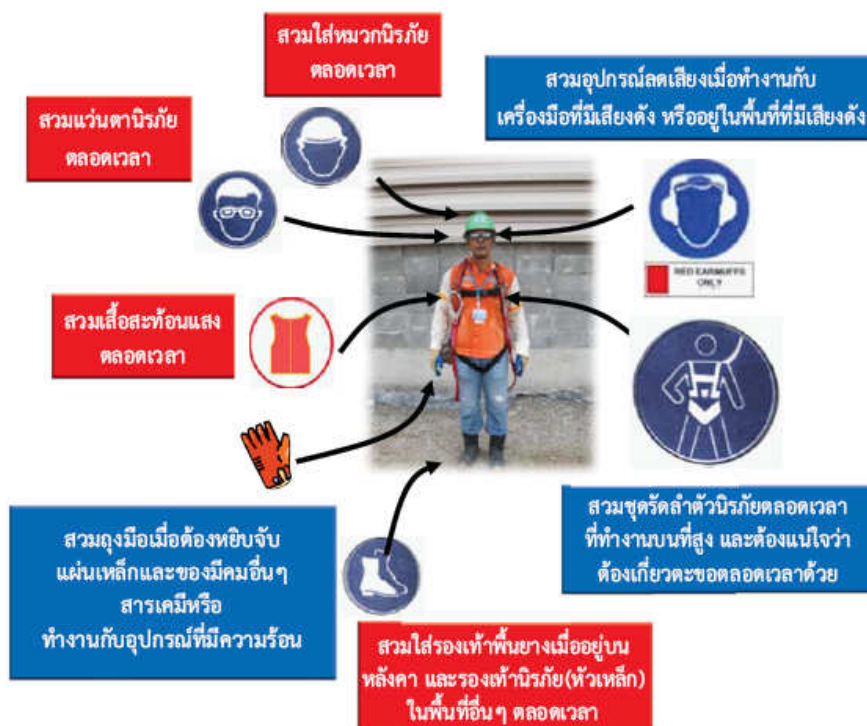 สวมใส่หมวกนิรภัย
ตลอดเวลา
สวมอุปกรณ์ลดเสียงเมื่อทำงานกับ
เครื่องมือที่มีเสียงดัง หรืออยู่ในพื้นที่ที่มีเสียงดัง
สวมแว่นตานิรภัย
ตลอดเวลา
RED EARMUFFS
ONLY
สวมเสื้อสะท้อนแสง
ตลอดเวลา
สวมชุดรัดลำตัวนิรภัยตลอดเวลา
ที่ทำงานบนที่สูง และต้องแน่ใจว่า
ต้องเกี่ยวตะขอตลอดเวลาด้วย
สวมถุงมือเมื่อต้องหยิบจับ
แผ่นเหล็กและของมีคมอื่นๆ
สารเคมีหรือ
ทำงานกับอุปกรณ์ที่มีความร้อน
สวมใส่รองเท้าพื้นยางเมื่ออยู่บน
หลังคา และรองเท้านิรภัย(หัวเหล็ก)
ในพื้นที่อื่นๆ ตลอดเวลา